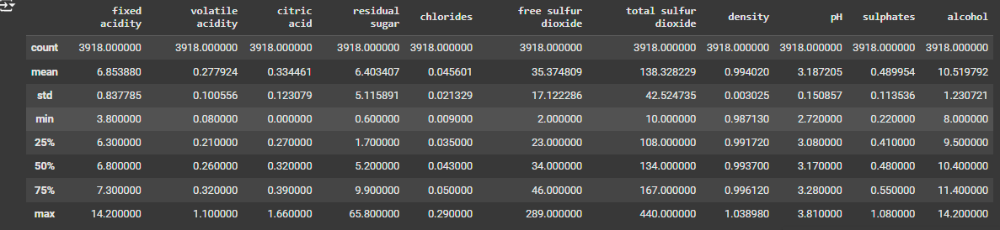 fixed acidity volatile acidity citric acid residual sugar chlorides free sulfur dioxide total sulfur dioxide density pH sulphates alcohol
count 3918.000000 3918.000000 3918.000000 3918.000000 3918.000000 3918.000000 3918.000000 3918.000000 3918.000000 3918.000000 3918.000000
mean 6.853880 0.277924 0.334461 6.403407 0.045601 35.374809 138.328229 0.994020 3.187205 0.489954 10.519792
std 0.837785 0.100556 0.123079 5.115891 0.021329 17.122286 42.524735 0.003025 0.150857 0.113536 1.230721
min 3.800000 0.080000 0.000000 0.600000 0.009000 2.000000 10.000000 0.987130 2.720000 0.220000 8.000000
25% 6.300000 0.210000 0.270000 1.700000 0.035000 23.000000 108.000000 0.991720 3.080000 0.410000 9.500000
50% 6.800000 0.260000 0.320000 5.200000 0.043000 34.000000 134.000000 0.993700 3.170000 0.480000 10.400000
75% 7.300000 0.320000 0.390000 9.900000 0.050000 46.000000 167.000000 0.996120 3.280000 0.550000 11.400000
max 14.200000 1.100000 1.660000 65.800000 0.290000 289.000000 440.000000 1.038980 3.810000 1.080000 14.200000